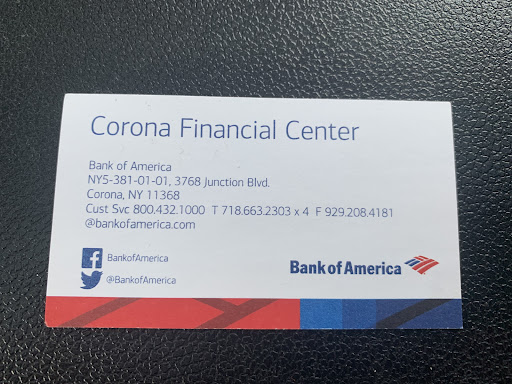 Corona Financial Center
Bank of America
NY5-381-01-01, 3768 Junction Blvd.
Corona, NY 11368
Cust Svc 800.432.1000 T 718.663.2303 x 4 F 929.208.4181
@bankofamerica.com
BankofAmerica
@BankofAmerica
Bank of America